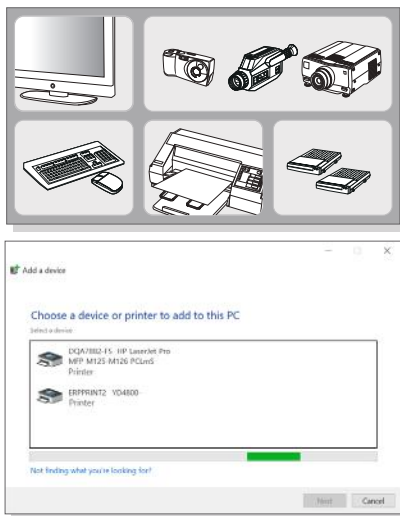 Add a device
Choose a device or printer to add to this PC
Select a device
DQA7882-F5 HP LaserJet Pro
MFP M125-M126 PCLmS
Printer
ERPPRINT2 YD4800
Printer
Not finding what you're looking for?
Next
Cancel